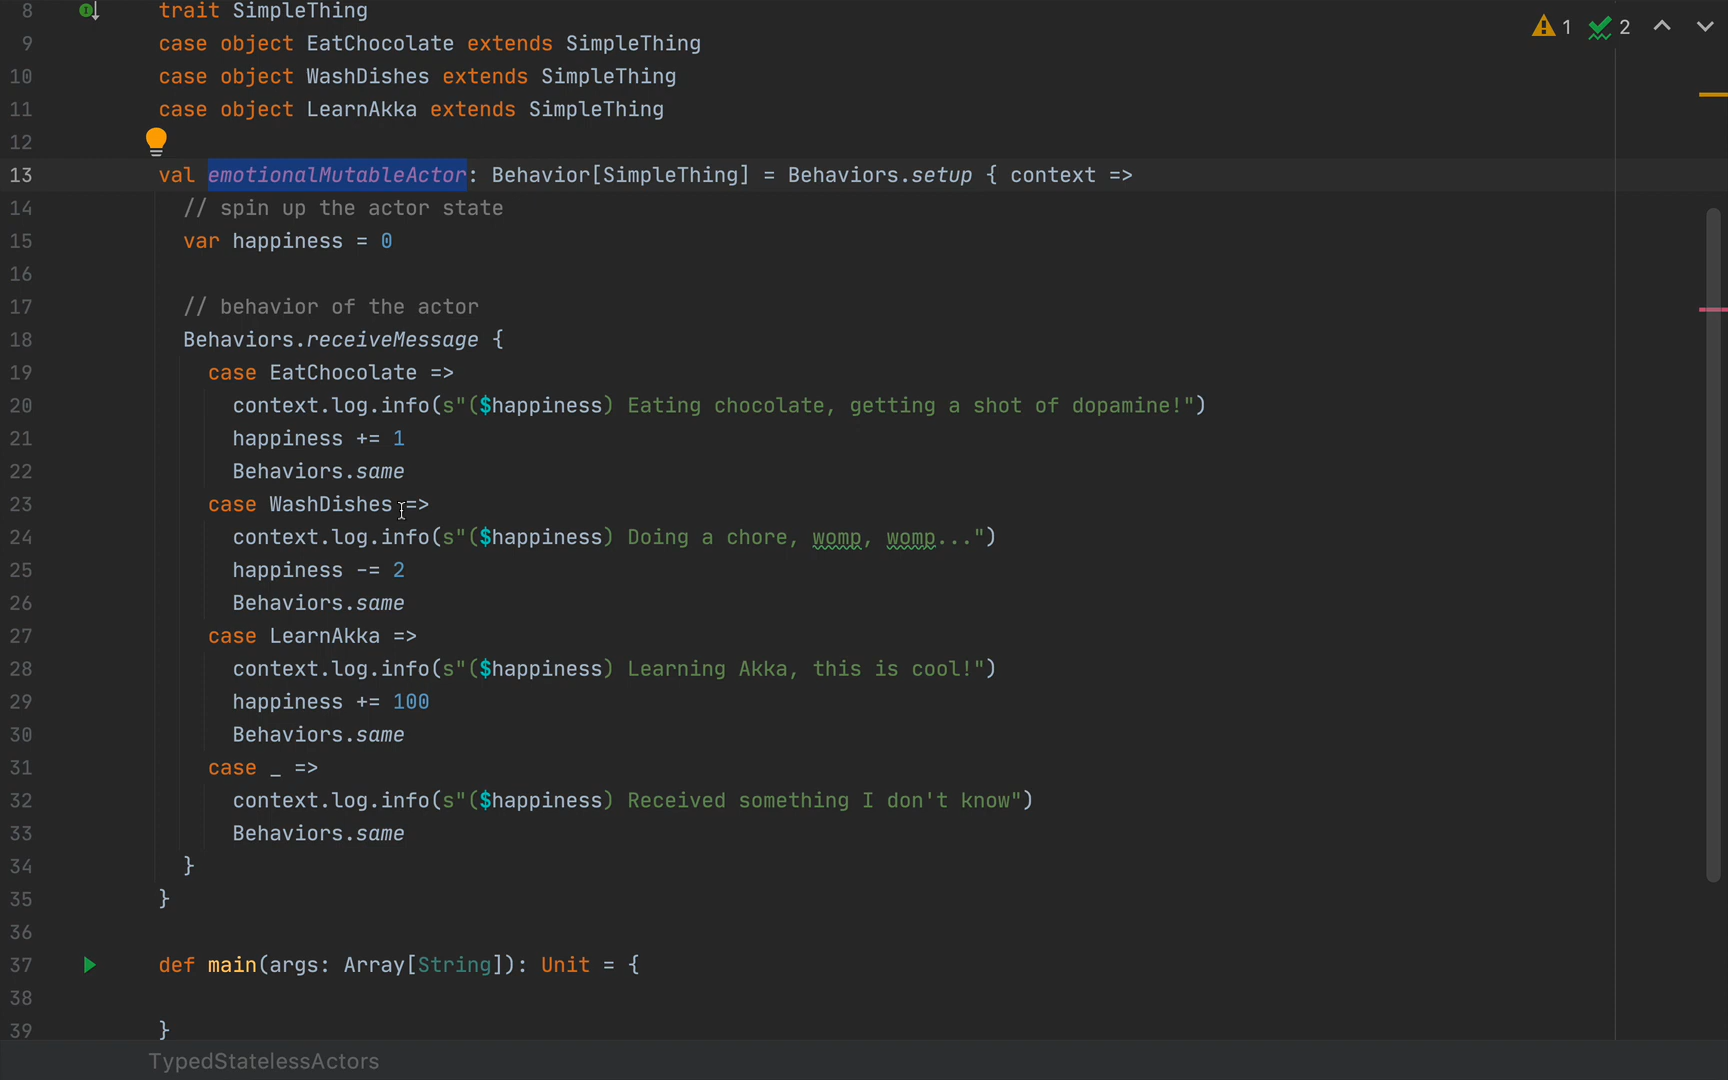 8 trait SimpleThing
9 case object EatChocolate extends SimpleThing
10 case object WashDishes extends SimpleThing
11 case object LearnAkka extends SimpleThing
12
13 val emotionalMutableActor: Behavior[SimpleThing] = Behaviors.setup { context =>
14 // spin up the actor state
15 var happiness = 0
16
17 // behavior of the actor
18 Behaviors.receiveMessage {
19 case EatChocolate =>
20 context.log.info(s"($happiness) Eating chocolate, getting a shot of dopamine!")
21 happiness += 1
22 Behaviors.same
23 case WashDishes =>
24 context.log.info(s"($happiness) Doing a chore, womp, womp...")
25 happiness -= 2
26 Behaviors.same
27 case LearnAkka =>
28 context.log.info(s"($happiness) Learning Akka, this is cool!")
29 happiness += 100
30 Behaviors.same
31 case _ =>
32 context.log.info(s"($happiness) Received something I don't know")
33 Behaviors.same
34 }
35 }
36
37 def main(args: Array[String]): Unit = {
38
39 }
TypedStatelessActors
1 2